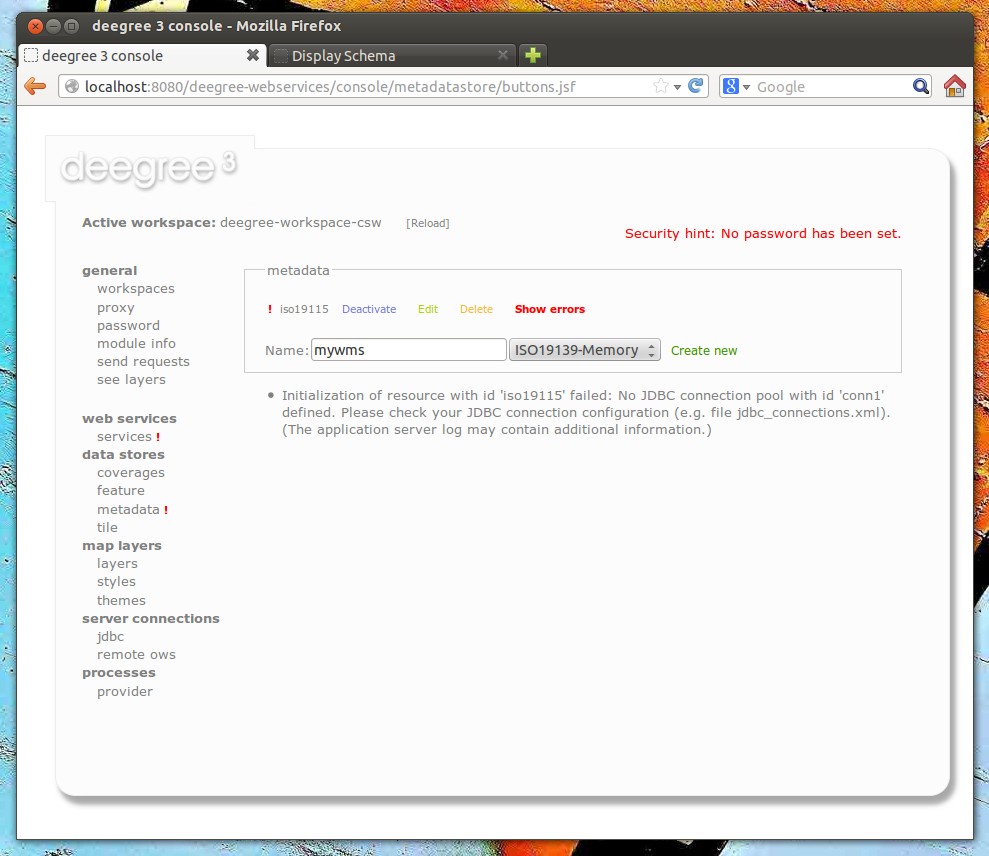 deegree 3 console - Mozilla Firefox
deegree 3 console
Display Schema
localhost:8080/deegree-webservices/console/metadatastore/buttons.jsf
8
Google
deegree 3
Active workspace: deegree-workspace-csw [Reload]
Security hint: No password has been set.
general
workspaces
proxy
password
module info
send requests
see layers
web services
services !
data stores
coverages
feature
metadata !
tile
map layers
layers
styles
themes
server connections
jdbc
remote ows
processes
provider
metadata
! iso19115 Deactivate Edit Delete Show errors
Name: mywms ISO19139-Memory Create new
• Initialization of resource with id 'iso19115' failed: No JDBC connection pool with id 'conn1'
defined. Please check your JDBC connection configuration (e.g. file jdbc_connections.xml).
(The application server log may contain additional information.)